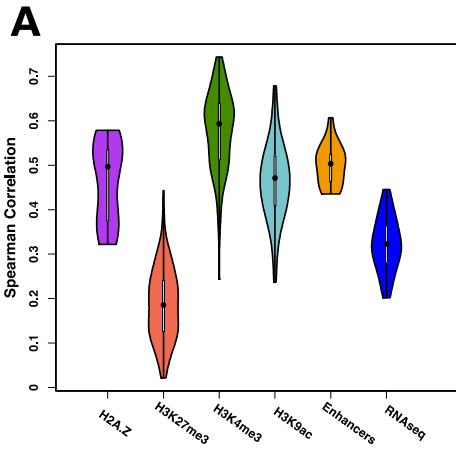 A
Spearman Correlation
0.7
0.6
0.5
0.4
0.3
0.2
0.1
0
H2A.Z
H3K27me3
H3K4me3
H3K9ac
Enhancers
RNAseq